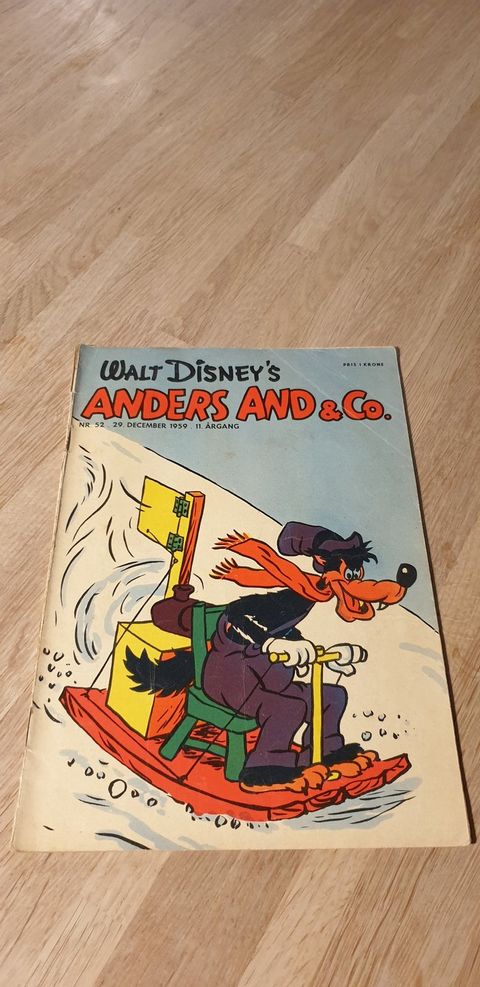 WALT DISNEY'S
PRIS 1 KRONE
ANDERS AND & Co.
NR 52 29. DECEMBER 1959 11. ÅRGANG